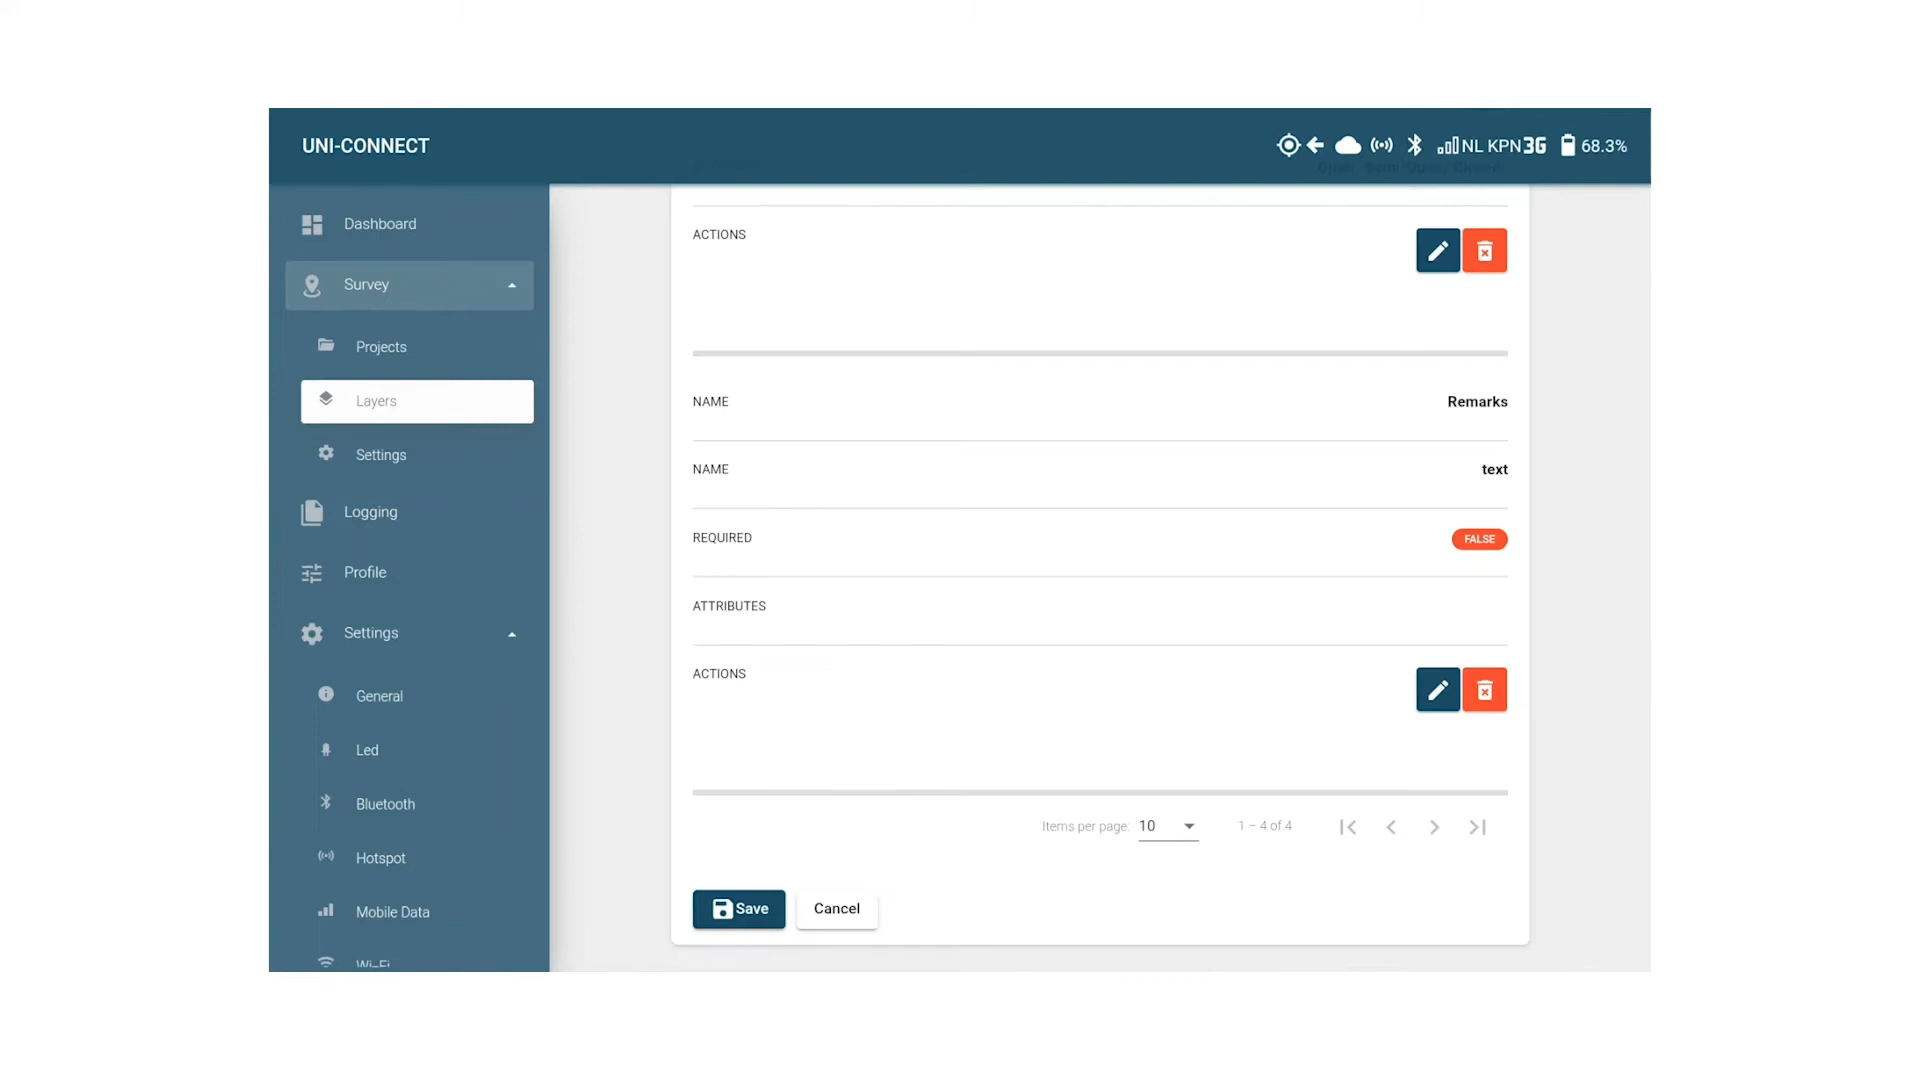 UNI-CONNECT
NL KPN 3G 68.3%
Dashboard
Survey
Projects
Layers
Settings
Logging
Profile
Settings
General
Led
Bluetooth
Hotspot
Mobile Data
Wi-Fi
ACTIONS
NAME Remarks
NAME text
REQUIRED FALSE
ATTRIBUTES
ACTIONS
Items per page: 10 1 – 4 of 4
Save Cancel